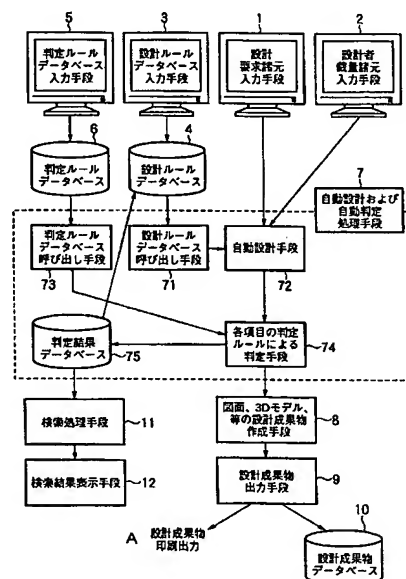 5
3
1
2
判定ルール
データベース
入力手段
設計ルール
データベース
入力手段
設計
要求諸元
入力手段
設計者
裁量諸元
入力手段
6
4
判定ルール
データベース
設計ルール
データベース
7
自動設計および
自動判定
処理手段
判定ルール
データベース
呼び出し手段
設計ルール
データベース
呼び出し手段
自動設計手段
73
71
72
判定結果
データベース
75
各項目の判定
ルールによる
判定手段
74
検索処理手段
11
図面、3Dモデル、
等の設計成果物
作成手段
8
検索結果表示手段
12
設計成果物
出力手段
9
A
設計成果物
印刷出力
10
設計成果物
データベース